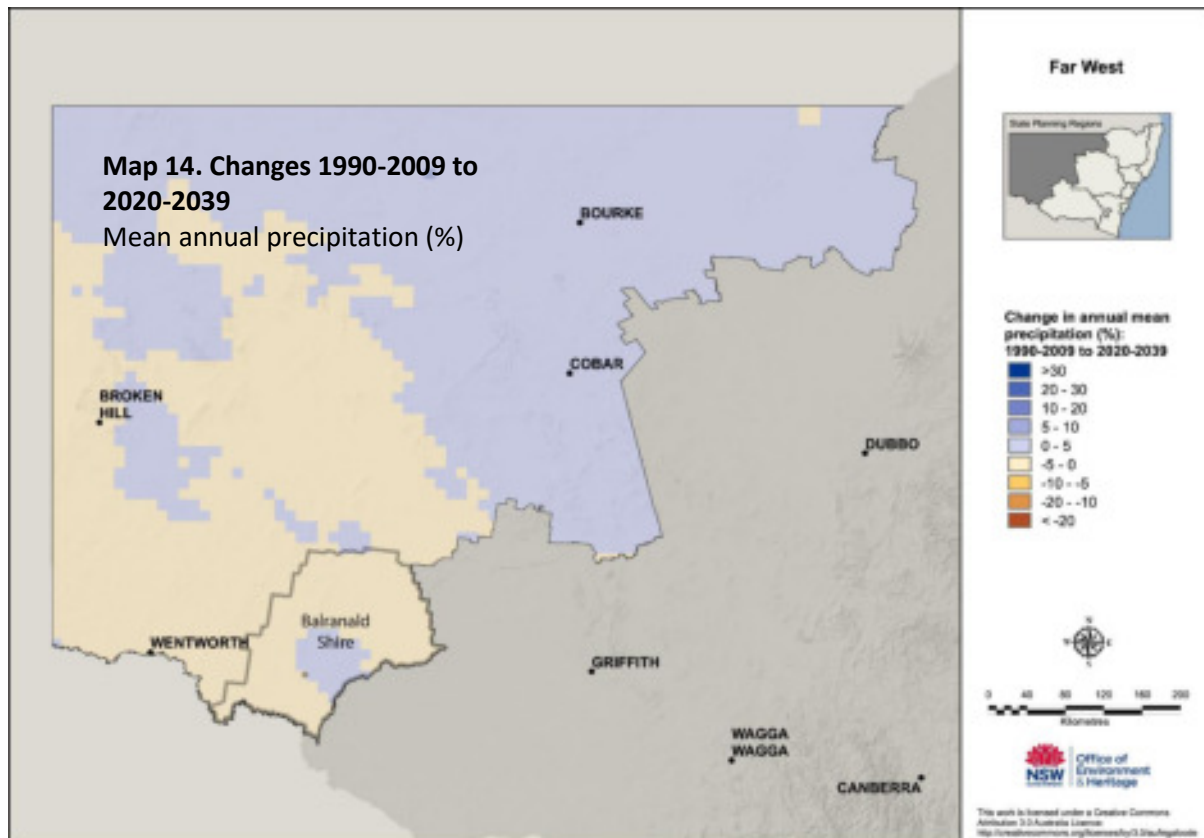 Map 14. Changes 1990-2009 to
2020-2039
Mean annual precipitation (%)
BOURKE
COBAR
BROKEN
HILL
DUBBO
Balranald
Shire
WENTWORTH
GRIFFITH
WAGGA
WAGGA
CANBERRA
Far West
State Planning Regions
Change in annual mean
precipitation (%):
1990-2009 to 2020-2039
>30
20 - 30
10 - 20
5 - 10
0 - 5
-5 - 0
-10 - -5
-20 - -10
< -20
N
W E
S
0 40 80 120 160 200
Kilometres
NSW
Office of
Environment
& Heritage
This work is licensed under a Creative Commons
Attribution 3.0 Australia Licence